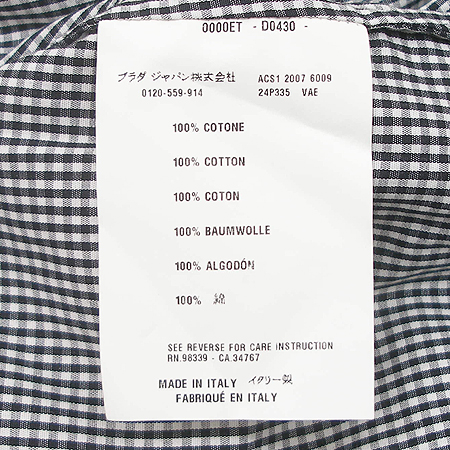 0000ET - D0430 -
プラダ ジャパン株式会社 ACS1 2007 6009
0120-559-914 24P335 VAE
100% COTONE
100% COTTON
100% COTON
100% BAUMWOLLE
100% ALGODÓN
100% 綿
SEE REVERSE FOR CARE INSTRUCTION
RN.98339 - CA.34767
MADE IN ITALY イタリー製
FABRIQUÉ EN ITALY